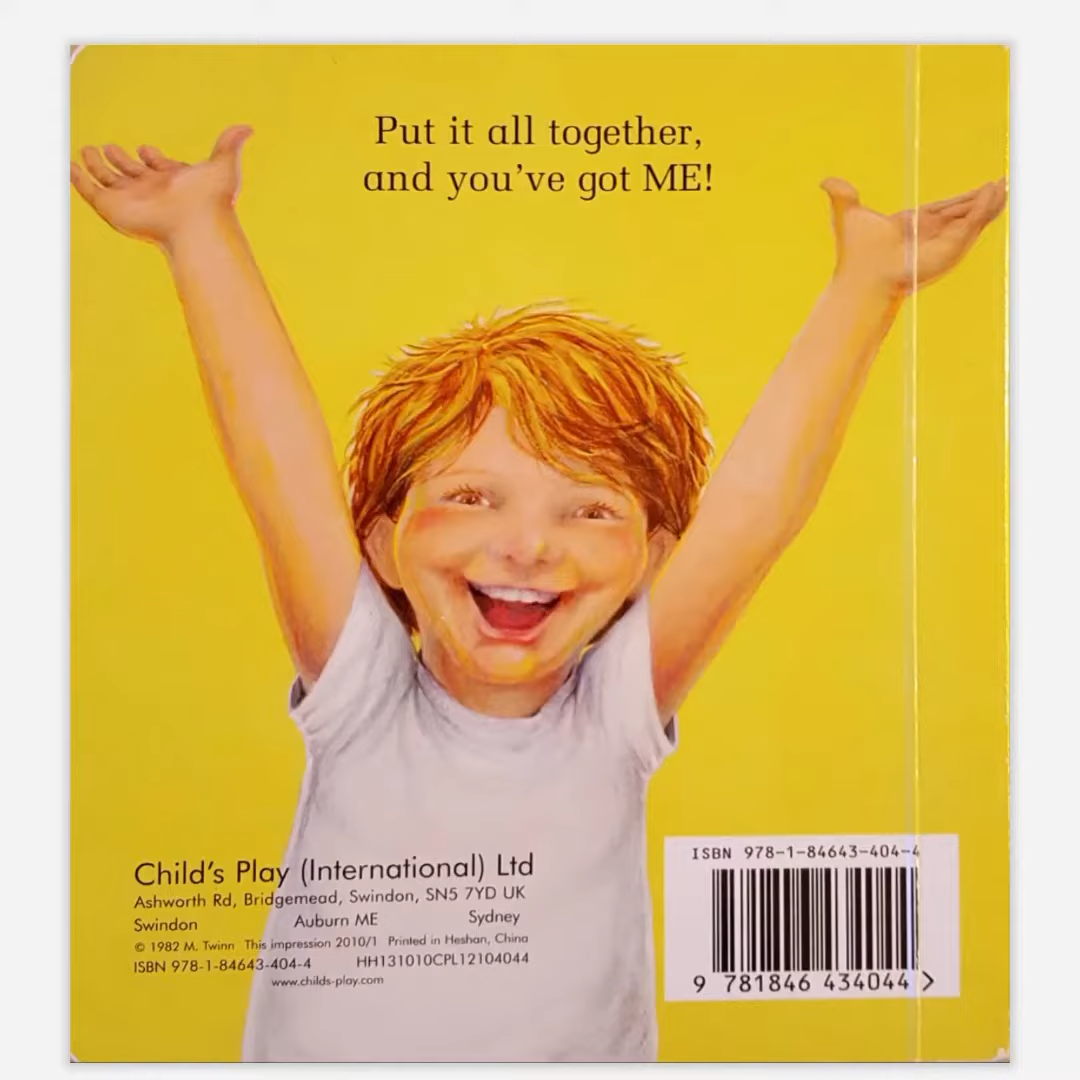 Put it all together,
and you've got ME!
Child's Play (International) Ltd
Ashworth Rd, Bridgemead, Swindon, SN5 7YD UK
Swindon Auburn ME Sydney
© 1982 M. Twinn This impression 2010/1 Printed in Heshan, China
ISBN 978-1-84643-404-4 HH131010CPL12104044
www.childs-play.com
ISBN 978-1-84643-404-4
9 781846 434044 >